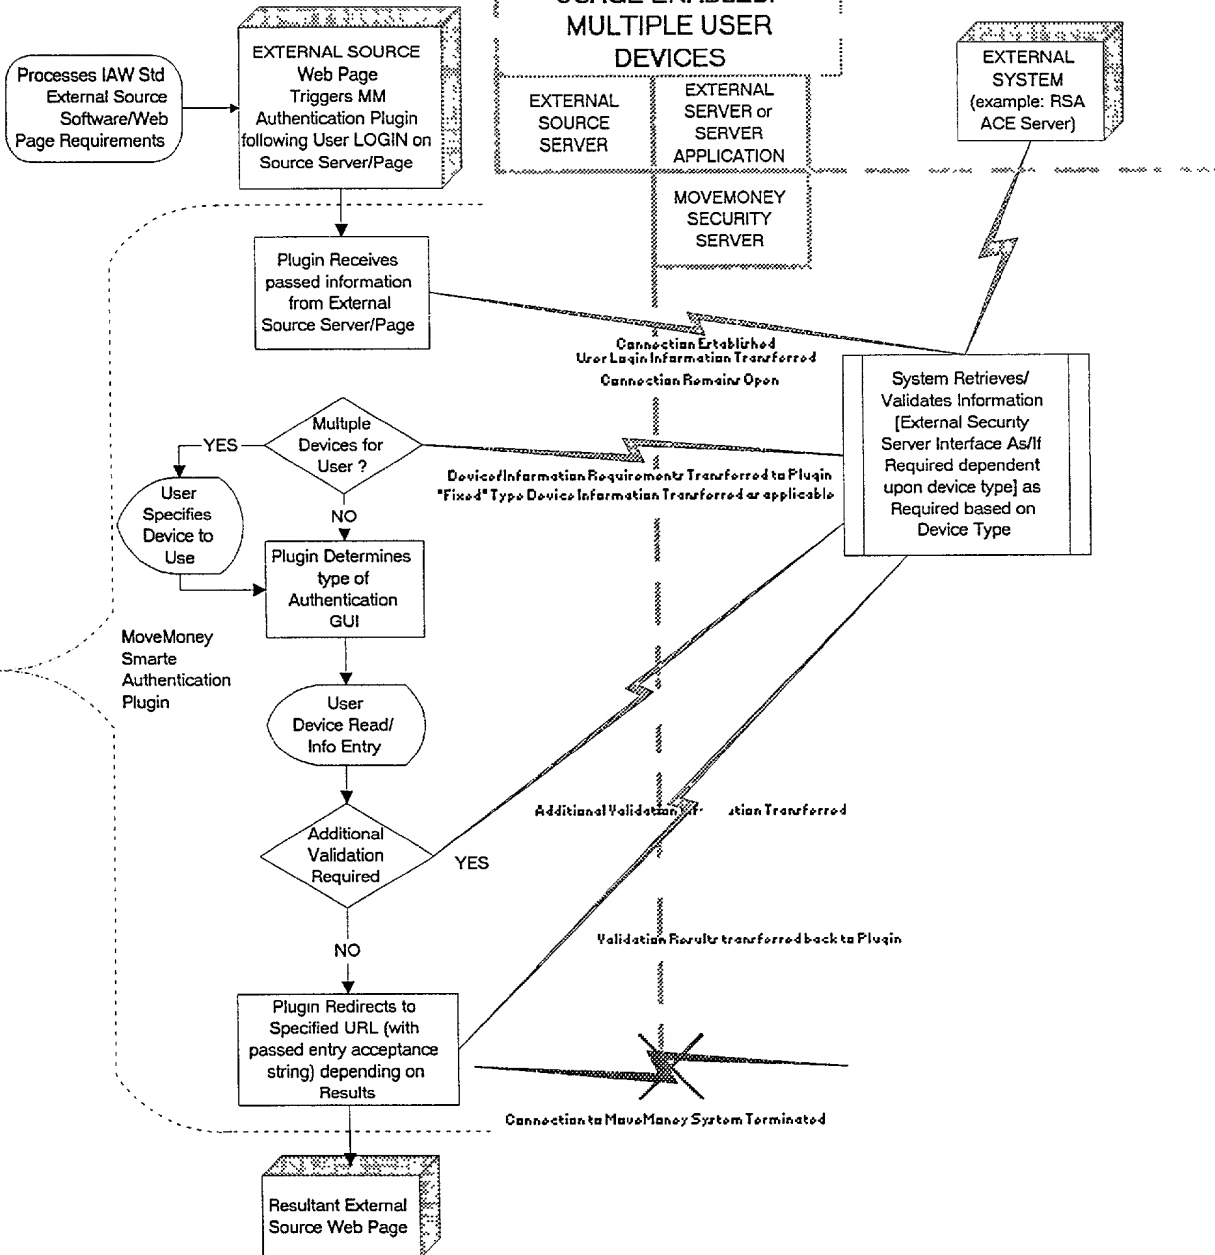 MULTIPLE USER
DEVICES
Processes IAW Std
External Source
Software/Web
Page Requirements
EXTERNAL SOURCE
Web Page
Triggers MM
Authentication Plugin
following User LOGIN on
Source Server/Page
EXTERNAL
SOURCE
SERVER
EXTERNAL
SERVER or
SERVER
APPLICATION
MOVEMONEY
SECURITY
SERVER
EXTERNAL
SYSTEM
(example: RSA
ACE Server)
Plugin Receives
passed information
from External
Source Server/Page
Connection Established
User Login Information Transferred
Connection Remains Open
System Retrieves/
Validates Information
[External Security
Server Interface As/If
Required dependent
upon device type] as
Required based on
Device Type
Multiple
Devices for
User ?
YES
NO
Device/Information Requirements Transferred to Plugin
"Fixed" Type Device Information Transferred as applicable
User
Specifies
Device to
Use
Plugin Determines
type of
Authentication
GUI
MoveMoney
Smarte
Authentication
Plugin
User
Device Read/
Info Entry
Additional Validation Transferred
Additional
Validation
Required
YES
NO
Validation Results transferred back to Plugin
Plugin Redirects to
Specified URL (with
passed entry acceptance
string) depending on
Results
Connection to MoveMoney System Terminated
Resultant External
Source Web Page